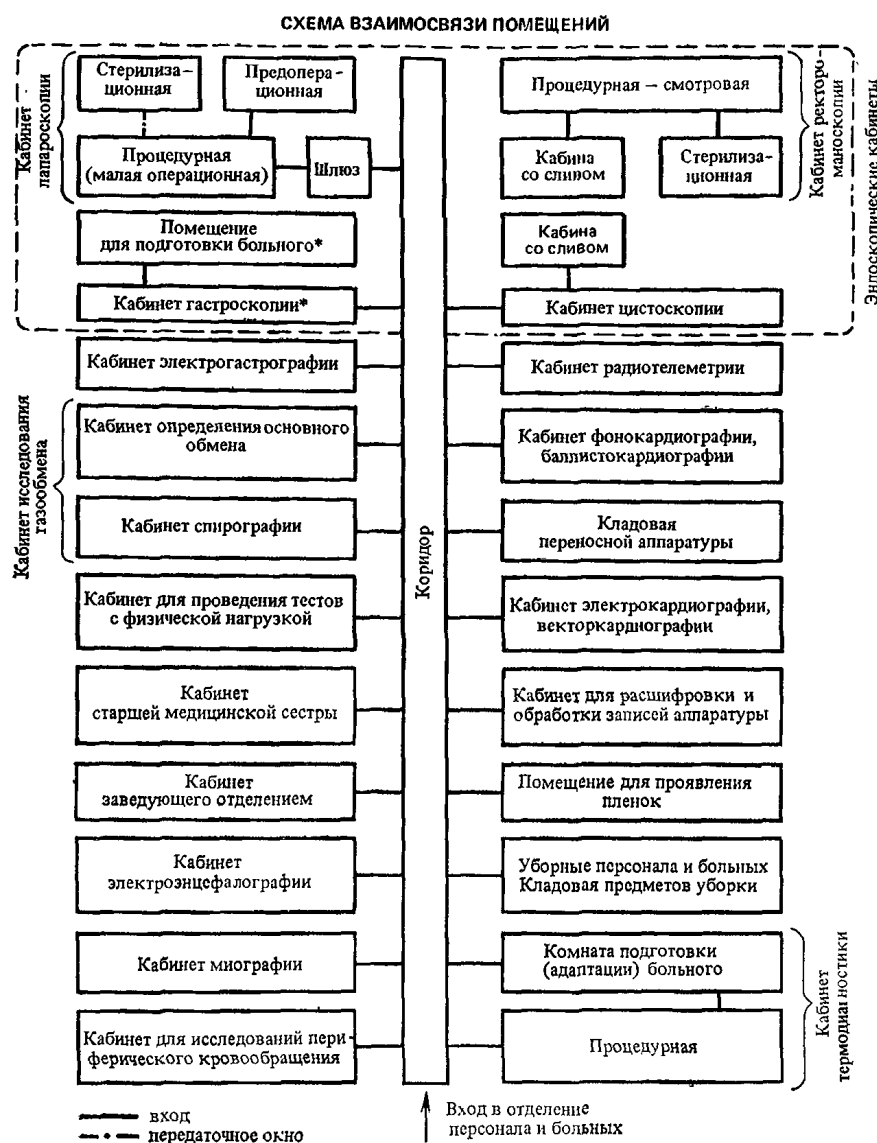 СХЕМА ВЗАИМОСВЯЗИ ПОМЕЩЕНИЙ
Кабинет
лапароскопии
Стерилиза-
ционная
Предопера-
ционная
Процедурная
(малая операционная)
Шлюз
Помещение
для подготовки больного*
Кабинет гастроскопии*
Процедурная – смотровая
Кабина
со сливом
Стерилиза-
ционная
Кабинет ректоро-
маноскопии
Кабина
со сливом
Кабинет цистоскопии
Эндоскопические кабинеты
Коридор
Кабинет электрогастрографии
Кабинет исследования
газообмена
Кабинет определения основного
обмена
Кабинет спирографии
Кабинет для проведения тестов
с физической нагрузкой
Кабинет
старшей медицинской сестры
Кабинет
заведующего отделением
Кабинет
электроэнцефалографии
Кабинет миографии
Кабинет для исследований пери-
ферического кровообращения
Кабинет радиотелеметрии
Кабинет фонокардиографии,
баллистокардиографии
Кладовая
переносной аппаратуры
Кабинет электрокардиографии,
векторкардиографии
Кабинет для расшифровки и
обработки записей аппаратуры
Помещение для проявления
пленок
Уборные персонала и больных
Кладовая предметов уборки
Комната подготовки
(адаптации) больного
Процедурная
Кабинет
термодиагностики
вход
передаточное окно
Вход в отделение
персонала и больных